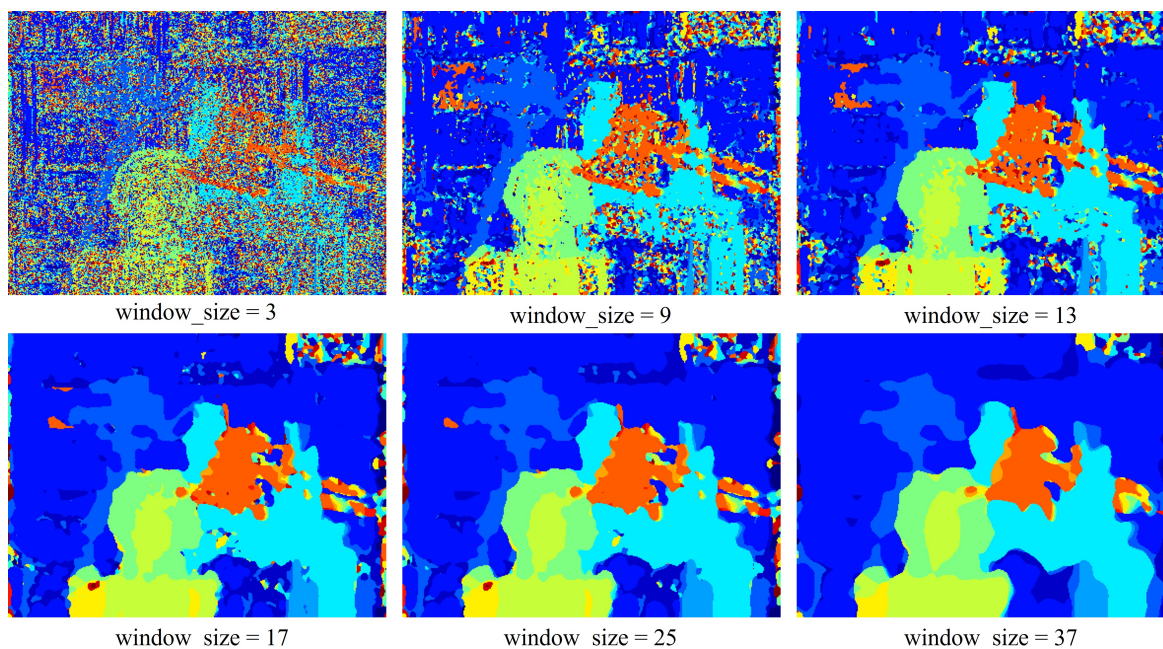 window_size = 3
window_size = 9
window_size = 13
window_size = 17
window_size = 25
window_size = 37